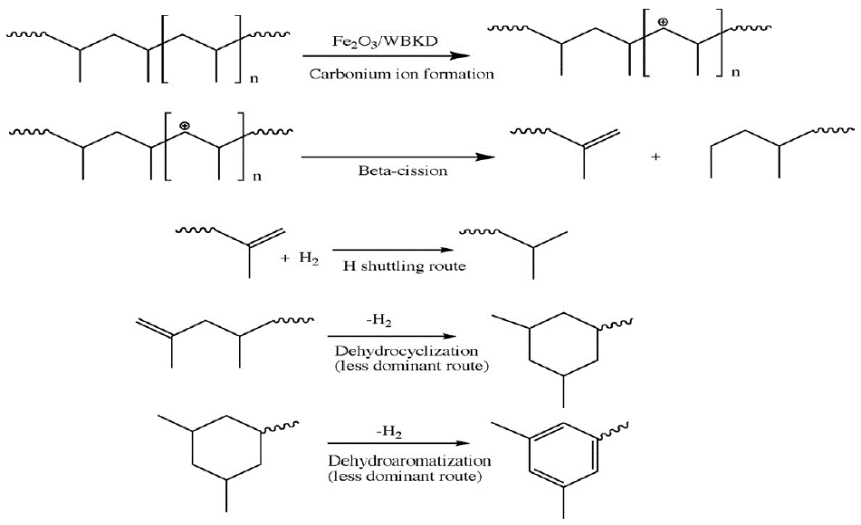 Fe₂O₃/WBKD
Carbonium ion formation
n
⊕
n
⊕
n
Beta-cission
+
+ H₂
H shuttling route
-H₂
Dehydrocyclization
(less dominant route)
-H₂
Dehydroaromatization
(less dominant route)